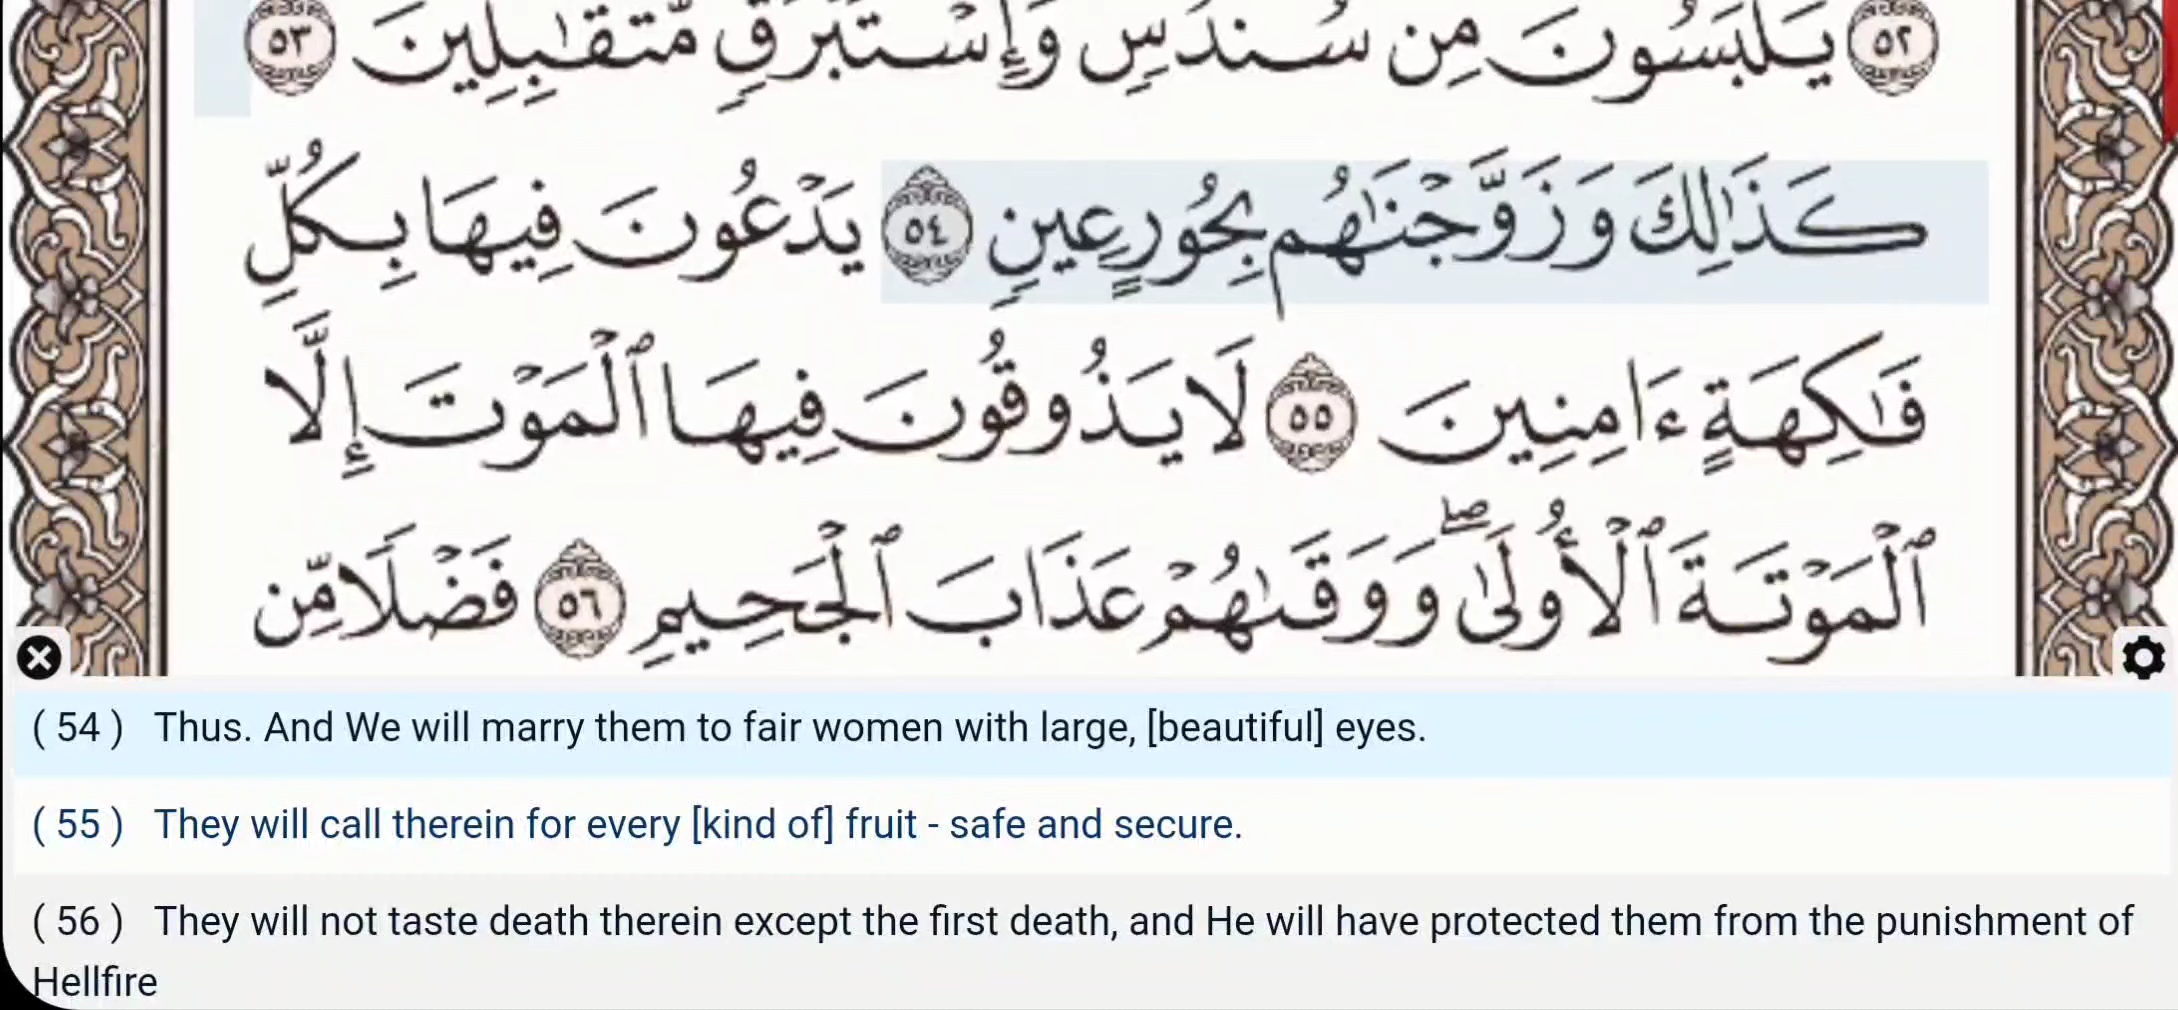 ٥٢ يَلْبَسُونَ مِن سُندُسٍ وَإِسْتَبْرَقٍ مُّتَقَـٰبِلِينَ ٥٣
كَذَٰلِكَ وَزَوَّجْنَـٰهُم بِحُورٍ عِينٍ ٥٤ يَدْعُونَ فِيهَا بِكُلِّ
فَـٰكِهَةٍ ءَامِنِينَ ٥٥ لَا يَذُوقُونَ فِيهَا ٱلْمَوْتَ إِلَّا
ٱلْمَوْتَةَ ٱلْأُولَىٰ ۖ وَوَقَىٰهُمْ عَذَابَ ٱلْجَحِيمِ ٥٦ فَضْلًا مِّن
( 54 ) Thus. And We will marry them to fair women with large, [beautiful] eyes.
( 55 ) They will call therein for every [kind of] fruit - safe and secure.
( 56 ) They will not taste death therein except the first death, and He will have protected them from the punishment of
Hellfire